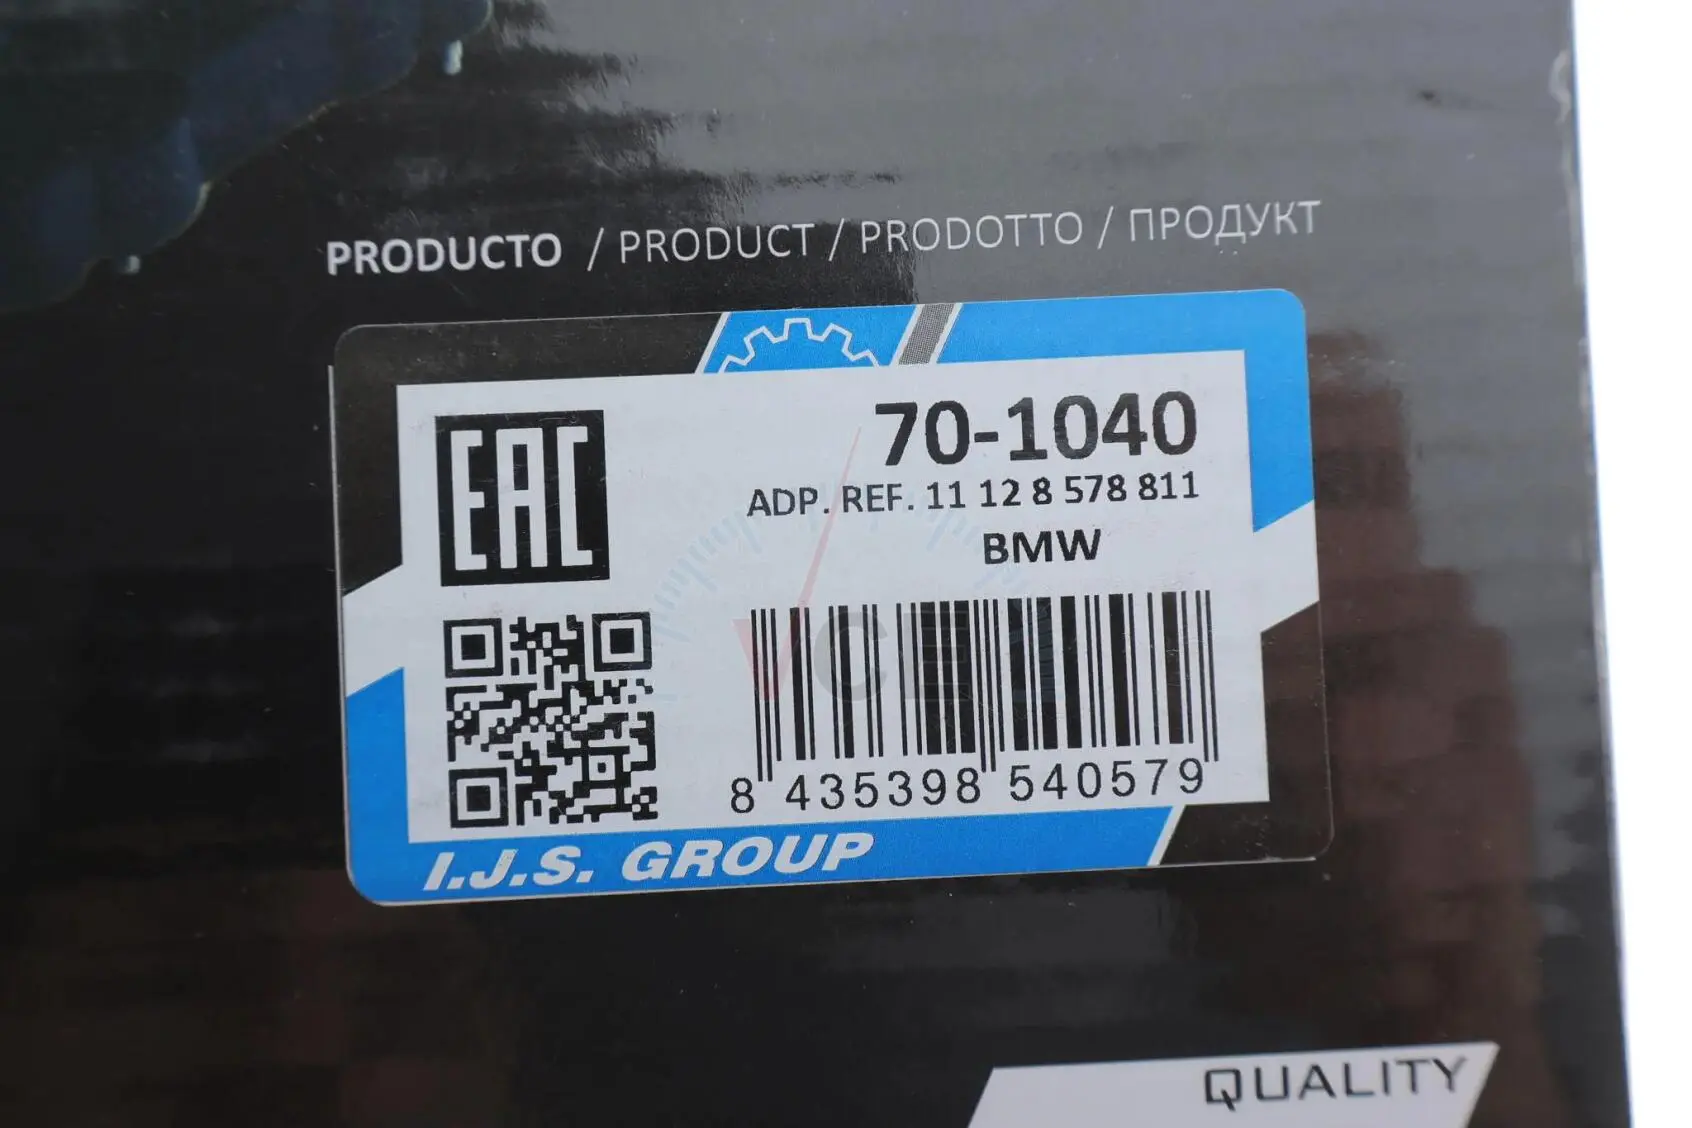 PRODUCTO / PRODUCT / PRODOTTO / ПРОДУКТ
EAC
70-1040
ADP. REF. 11 12 8 578 811
BMW
VCE
8 435398 540579
I.J.S. GROUP
QUALITY